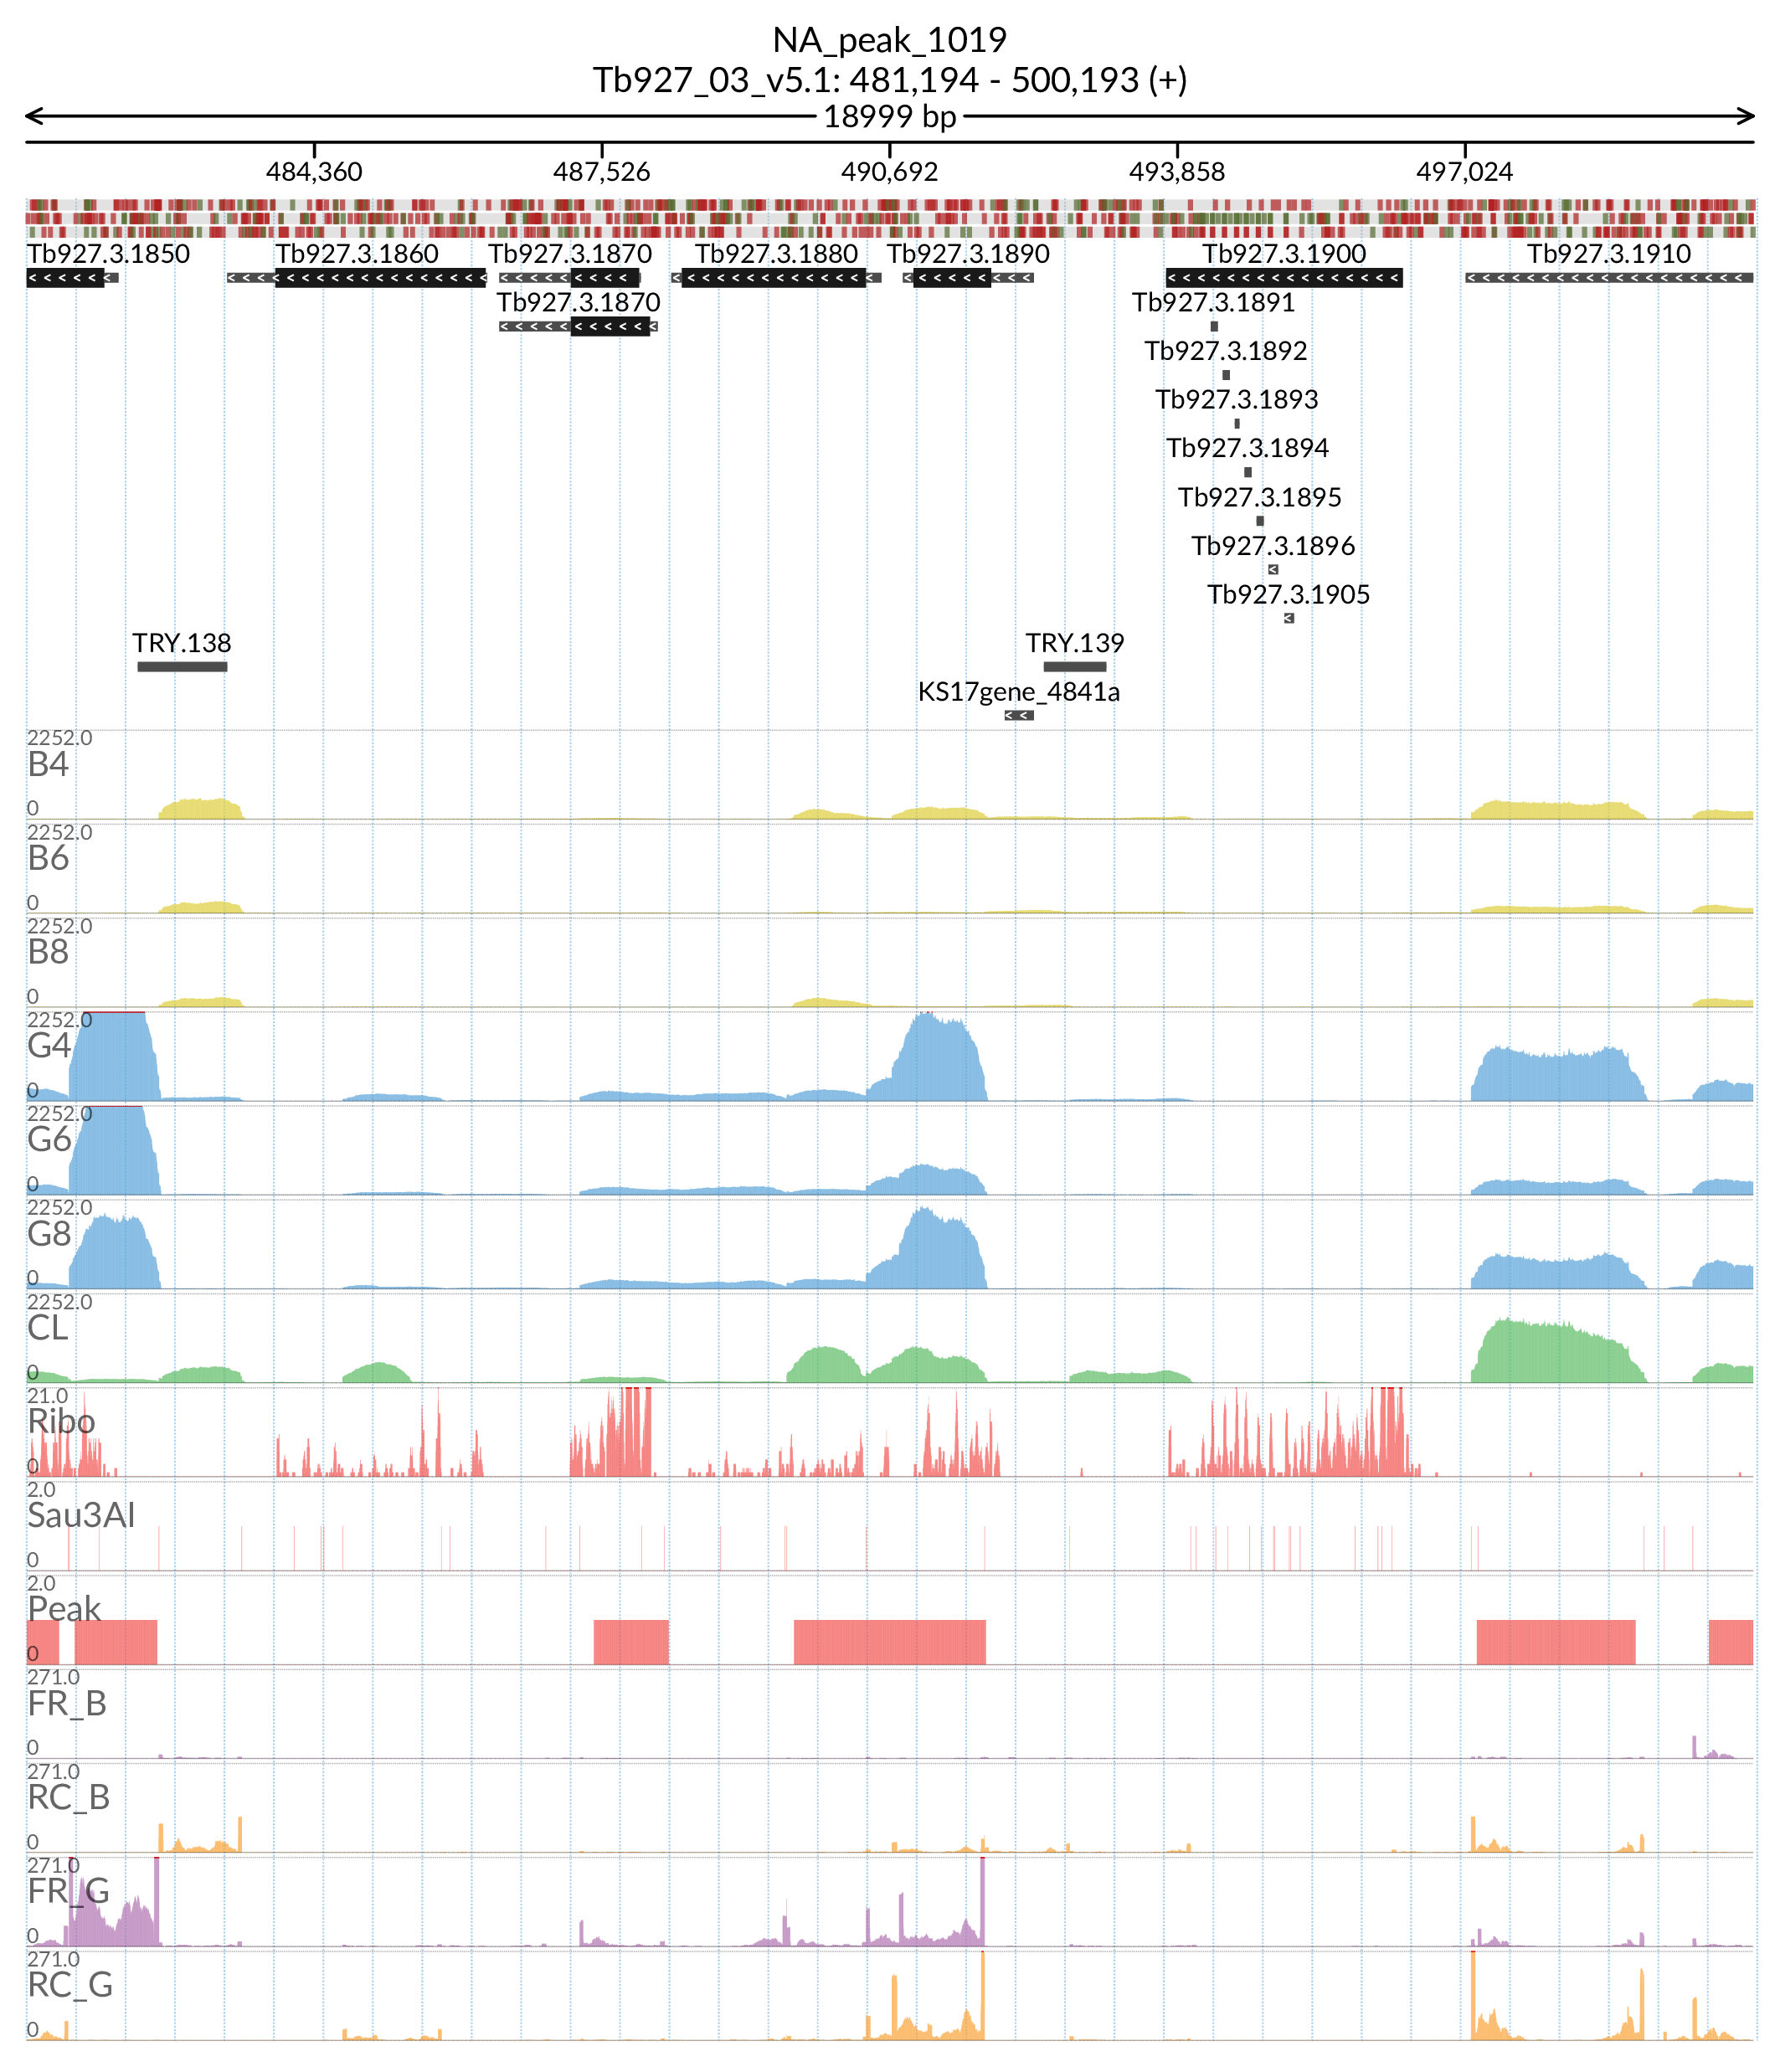 NA_peak_1019
Tb927_03_v5.1: 481,194 - 500,193 (+)
18999 bp
484,360 487,526 490,692 493,858 497,024
Tb927.3.1850 Tb927.3.1860 Tb927.3.1870 Tb927.3.1880 Tb927.3.1890 Tb927.3.1900 Tb927.3.1910
Tb927.3.1870 Tb927.3.1891
Tb927.3.1892
Tb927.3.1893
Tb927.3.1894
Tb927.3.1895
Tb927.3.1896
Tb927.3.1905
TRY.138 TRY.139
KS17gene_4841a
2252.0
B4
0
2252.0
B6
0
2252.0
B8
0
2252.0
G4
0
2252.0
G6
0
2252.0
G8
0
2252.0
CL
0
21.0
Ribo
0
2.0
Sau3AI
0
2.0
Peak
0
271.0
FR_B
0
271.0
RC_B
0
271.0
FR_G
0
271.0
RC_G
0